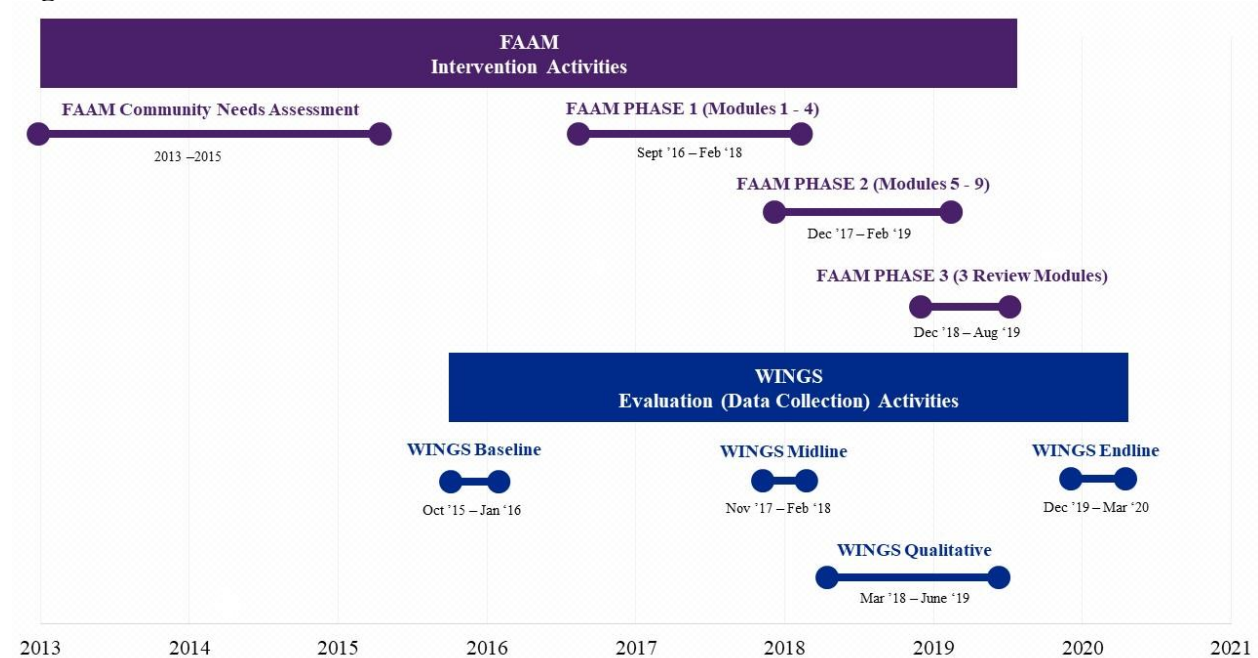 FAAM
Intervention Activities
FAAM Community Needs Assessment
2013 –2015
FAAM PHASE 1 (Modules 1 - 4)
Sept ’16 – Feb ‘18
FAAM PHASE 2 (Modules 5 - 9)
Dec ’17 – Feb ‘19
FAAM PHASE 3 (3 Review Modules)
Dec ’18 – Aug ‘19
WINGS
Evaluation (Data Collection) Activities
WINGS Baseline
Oct ’15 – Jan ‘16
WINGS Midline
Nov ’17 – Feb ‘18
WINGS Endline
Dec ’19 – Mar ‘20
WINGS Qualitative
Mar ’18 – June ‘19
2013 2014 2015 2016 2017 2018 2019 2020 2021